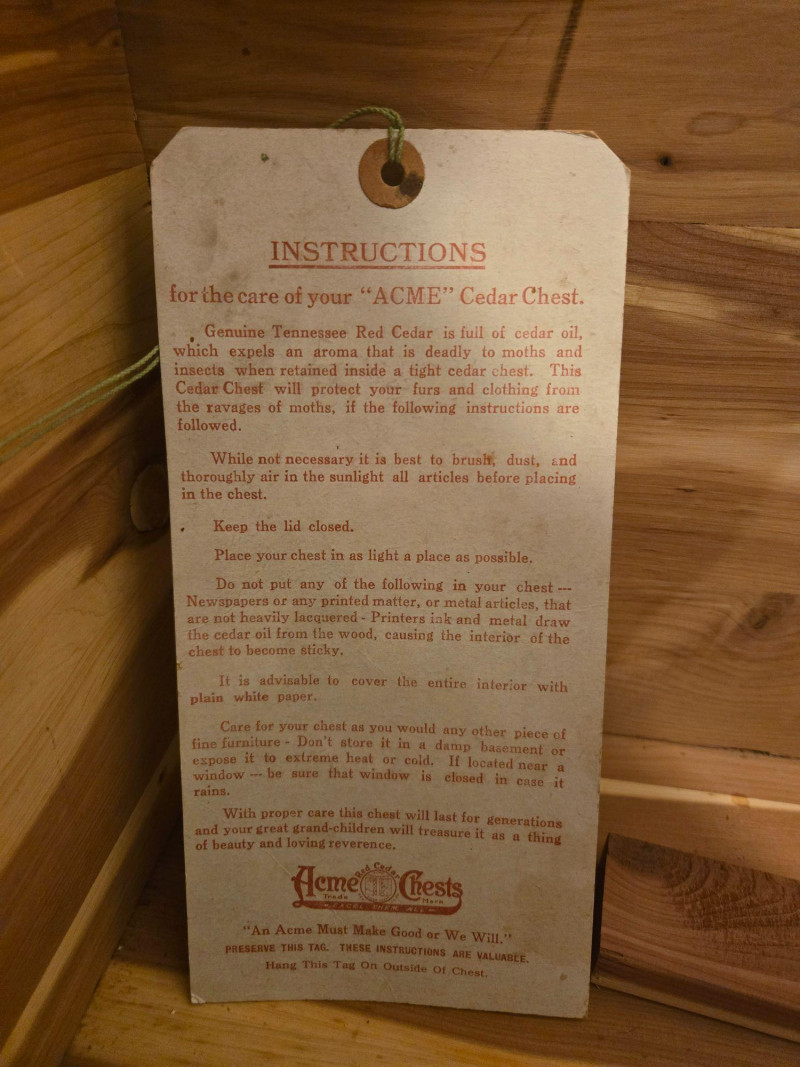 INSTRUCTIONS
for the care of your "ACME" Cedar Chest.
Genuine Tennessee Red Cedar is full of cedar oil,
which expels an aroma that is deadly to moths and
insects when retained inside a tight cedar chest. This
Cedar Chest will protect your furs and clothing from
the ravages of moths, if the following instructions are
followed.
While not necessary it is best to brush, dust, and
thoroughly air in the sunlight all articles before placing
in the chest.
Keep the lid closed.
Place your chest in as light a place as possible.
Do not put any of the following in your chest --
Newspapers or any printed matter, or metal articles, that
are not heavily lacquered - Printers ink and metal draw
the cedar oil from the wood, causing the interior of the
chest to become sticky.
It is advisable to cover the entire interior with
plain white paper.
Care for your chest as you would any other piece of
fine furniture - Don't store it in a damp basement or
expose it to extreme heat or cold. If located near a
window -- be sure that window is closed in case it
rains.
With proper care this chest will last for generations
and your great grand-children will treasure it as a thing
of beauty and loving reverence.
Red Cedar
Acme Chests
Trade Mark
"An Acme Must Make Good or We Will."
PRESERVE THIS TAG. THESE INSTRUCTIONS ARE VALUABLE.
Hang This Tag On Outside Of Chest.